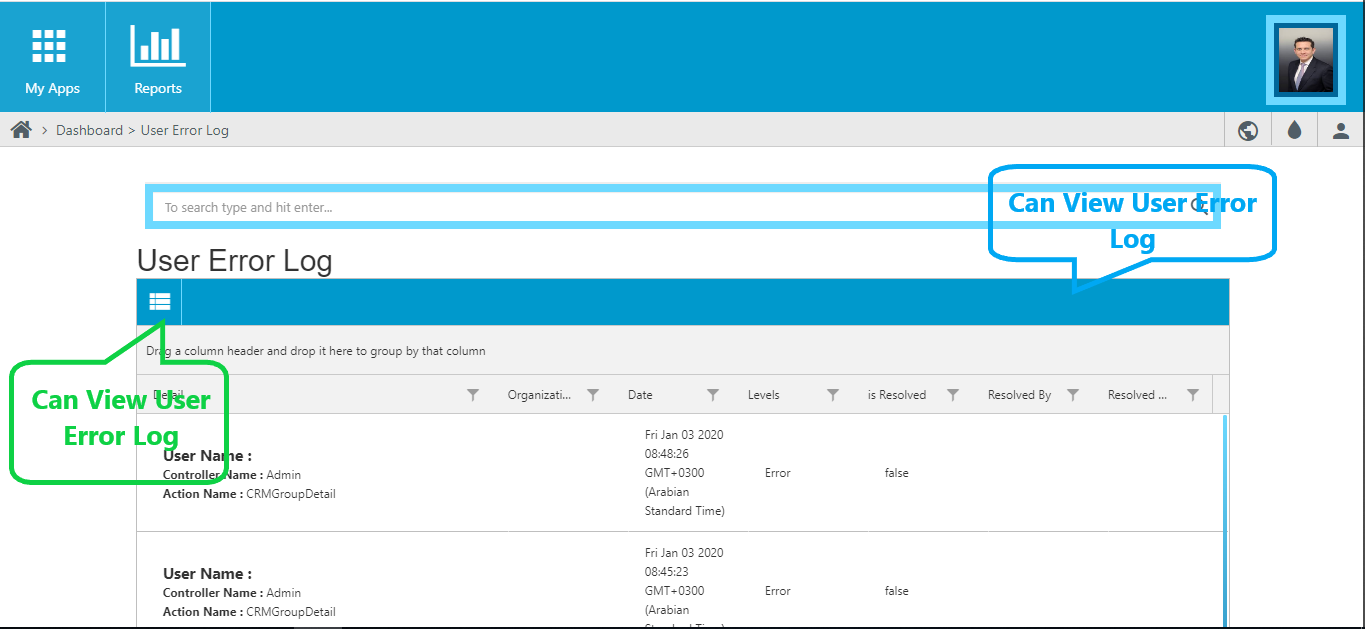 My Apps
Reports
Dashboard > User Error Log
To search type and hit enter...
Can View User Error
Log
User Error Log
Drag a column header and drop it here to group by that column
Detail
Organizati...
Date
Levels
is Resolved
Resolved By
Resolved ...
Can View User
Error Log
User Name :
Controller Name : Admin
Action Name : CRMGroupDetail
Fri Jan 03 2020
08:48:26
GMT+0300
(Arabian
Standard Time)
Error
false
User Name :
Controller Name : Admin
Action Name : CRMGroupDetail
Fri Jan 03 2020
08:45:23
GMT+0300
(Arabian
Error
false